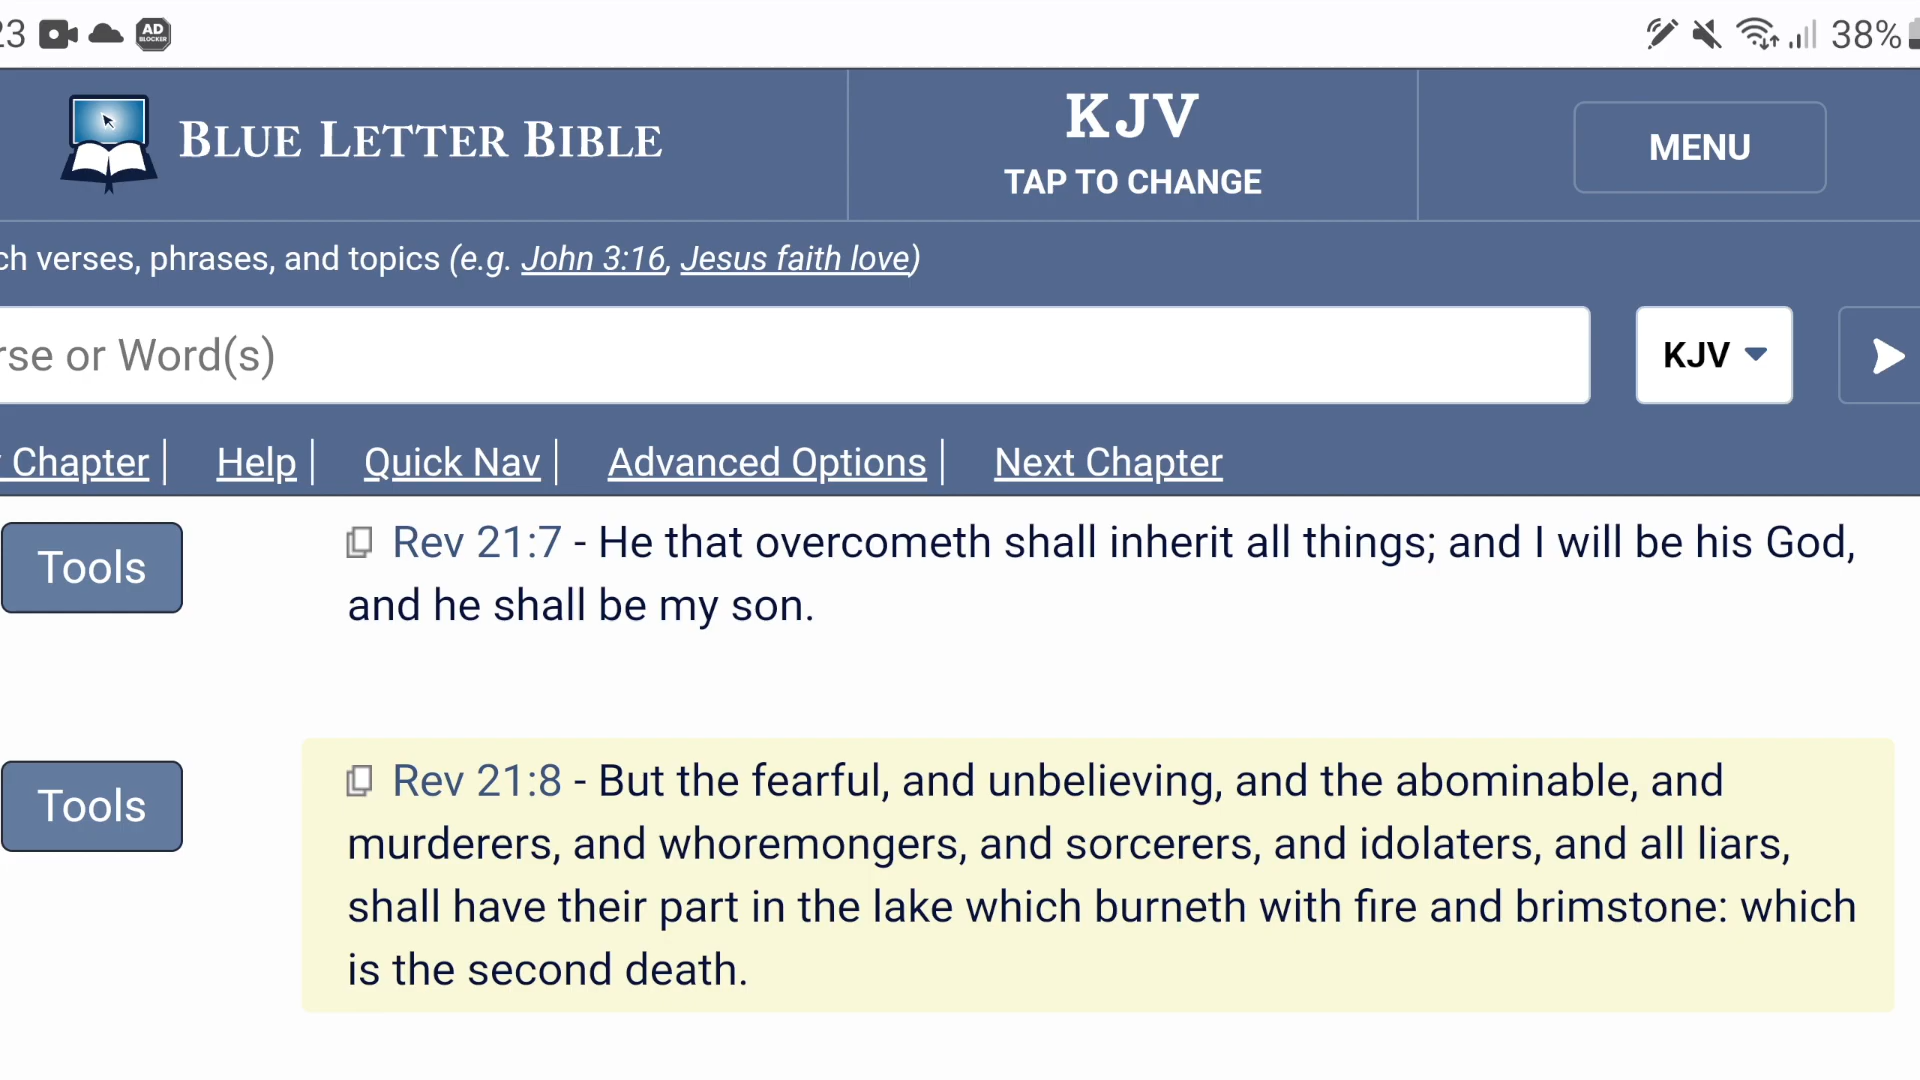 23 AD BLOCKER 38%
BLUE LETTER BIBLE
KJV
TAP TO CHANGE
MENU
ch verses, phrases, and topics (e.g. John 3:16, Jesus faith love)
rse or Word(s)
KJV
Chapter | Help | Quick Nav | Advanced Options | Next Chapter
Tools
Rev 21:7 - He that overcometh shall inherit all things; and I will be his God,
and he shall be my son.
Tools
Rev 21:8 - But the fearful, and unbelieving, and the abominable, and
murderers, and whoremongers, and sorcerers, and idolaters, and all liars,
shall have their part in the lake which burneth with fire and brimstone: which
is the second death.